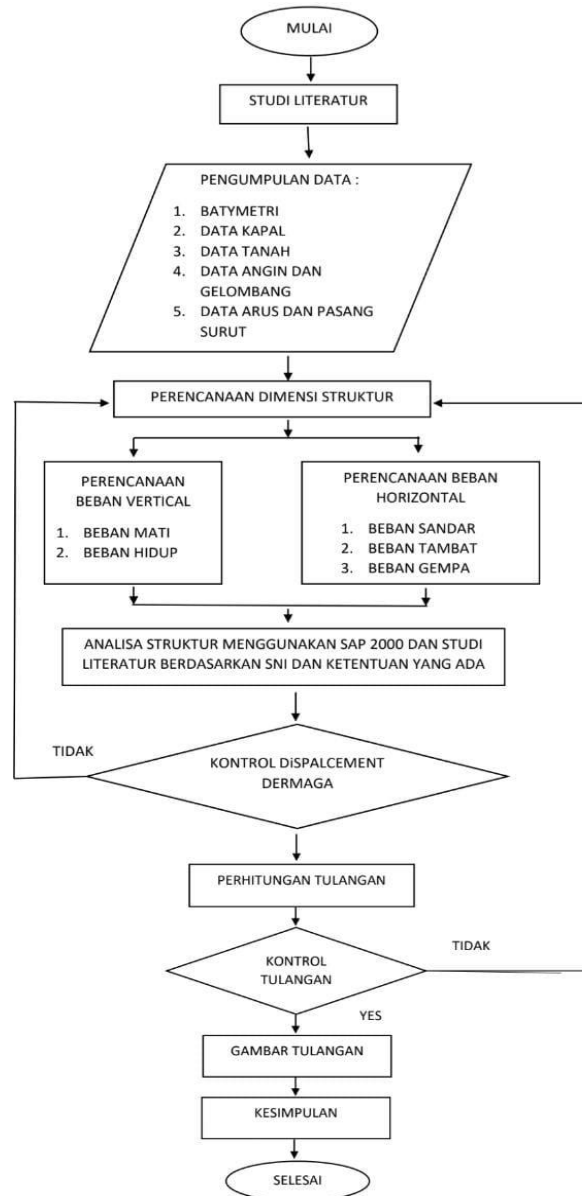 MULAI
STUDI LITERATUR
PENGUMPULAN DATA :
1. BATYMETRI
2. DATA KAPAL
3. DATA TANAH
4. DATA ANGIN DAN
GELOMBANG
5. DATA ARUS DAN PASANG
SURUT
PERENCANAAN DIMENSI STRUKTUR
PERENCANAAN
BEBAN VERTICAL
1. BEBAN MATI
2. BEBAN HIDUP
PERENCANAAN BEBAN
HORIZONTAL
1. BEBAN SANDAR
2. BEBAN TAMBAT
3. BEBAN GEMPA
ANALISA STRUKTUR MENGGUNAKAN SAP 2000 DAN STUDI
LITERATUR BERDASARKAN SNI DAN KETENTUAN YANG ADA
TIDAK
KONTROL DiSPALCEMENT
DERMAGA
PERHITUNGAN TULANGAN
KONTROL
TULANGAN
TIDAK
YES
GAMBAR TULANGAN
KESIMPULAN
SELESAI